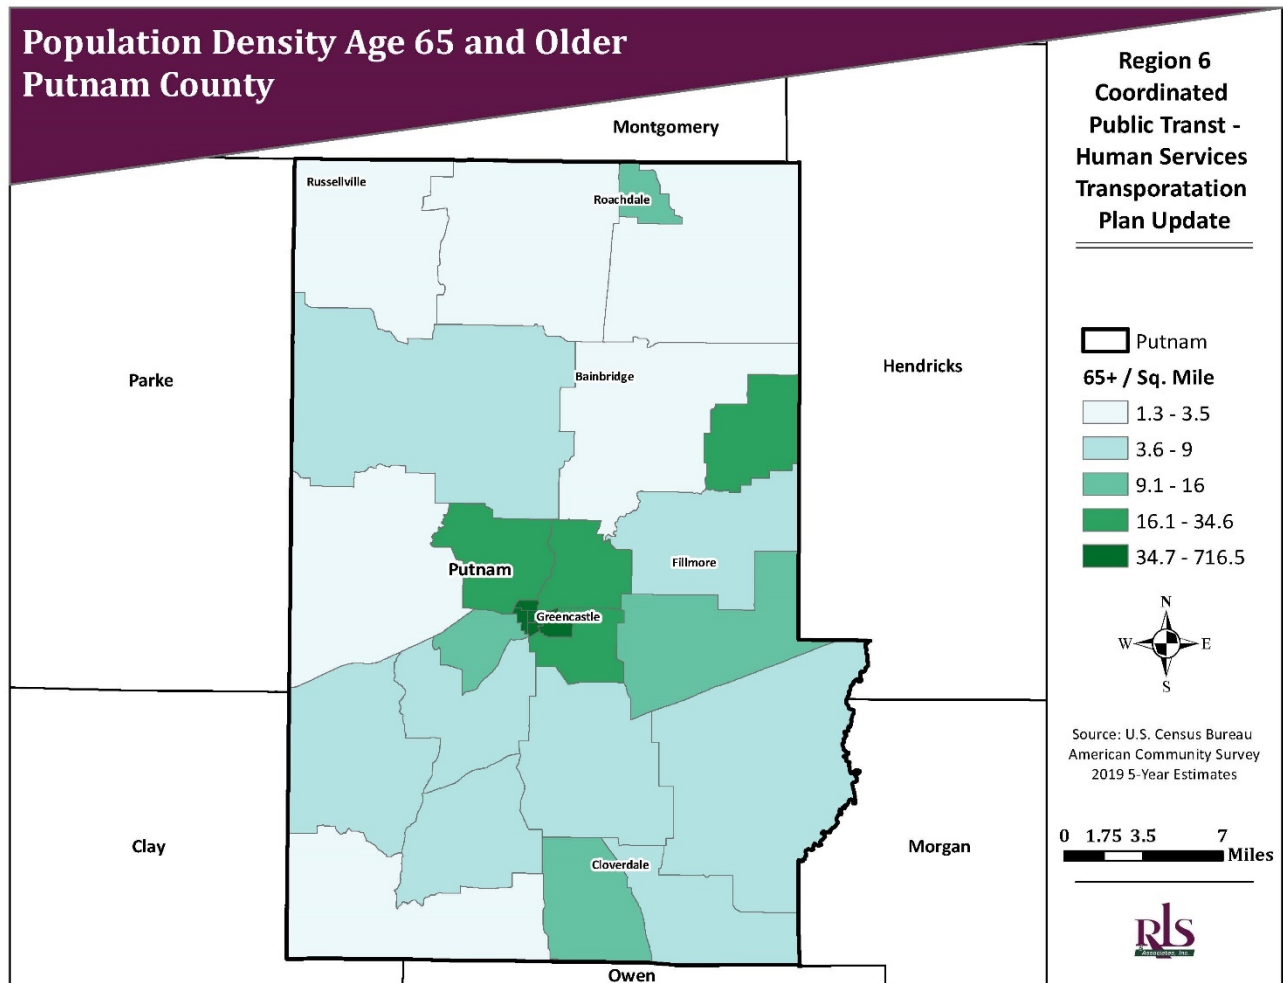 Population Density Age 65 and Older
Putnam County
Region 6
Coordinated
Public Transt -
Human Services
Transporatation
Plan Update
Montgomery
Russellville
Roachdale
Parke
Hendricks
Bainbridge
Putnam
65+ / Sq. Mile
1.3 - 3.5
3.6 - 9
9.1 - 16
16.1 - 34.6
34.7 - 716.5
Fillmore
Putnam
Greencastle
N
W
E
S
Source: U.S. Census Bureau
American Community Survey
2019 5-Year Estimates
Clay
Cloverdale
Morgan
0 1.75 3.5 7
Miles
Owen
RLS
& Associates, Inc.